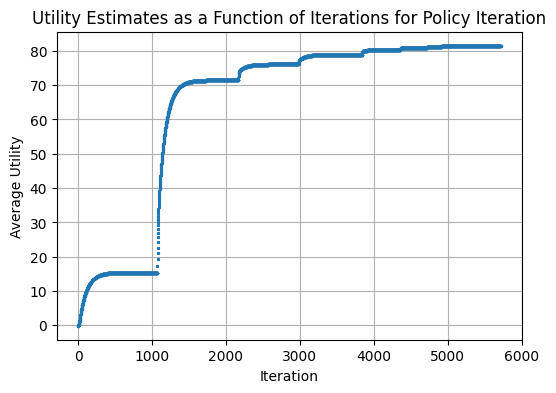 Utility Estimates as a Function of Iterations for Policy Iteration
80
70
60
50
40
30
20
10
0
Average Utility
0 1000 2000 3000 4000 5000 6000
Iteration